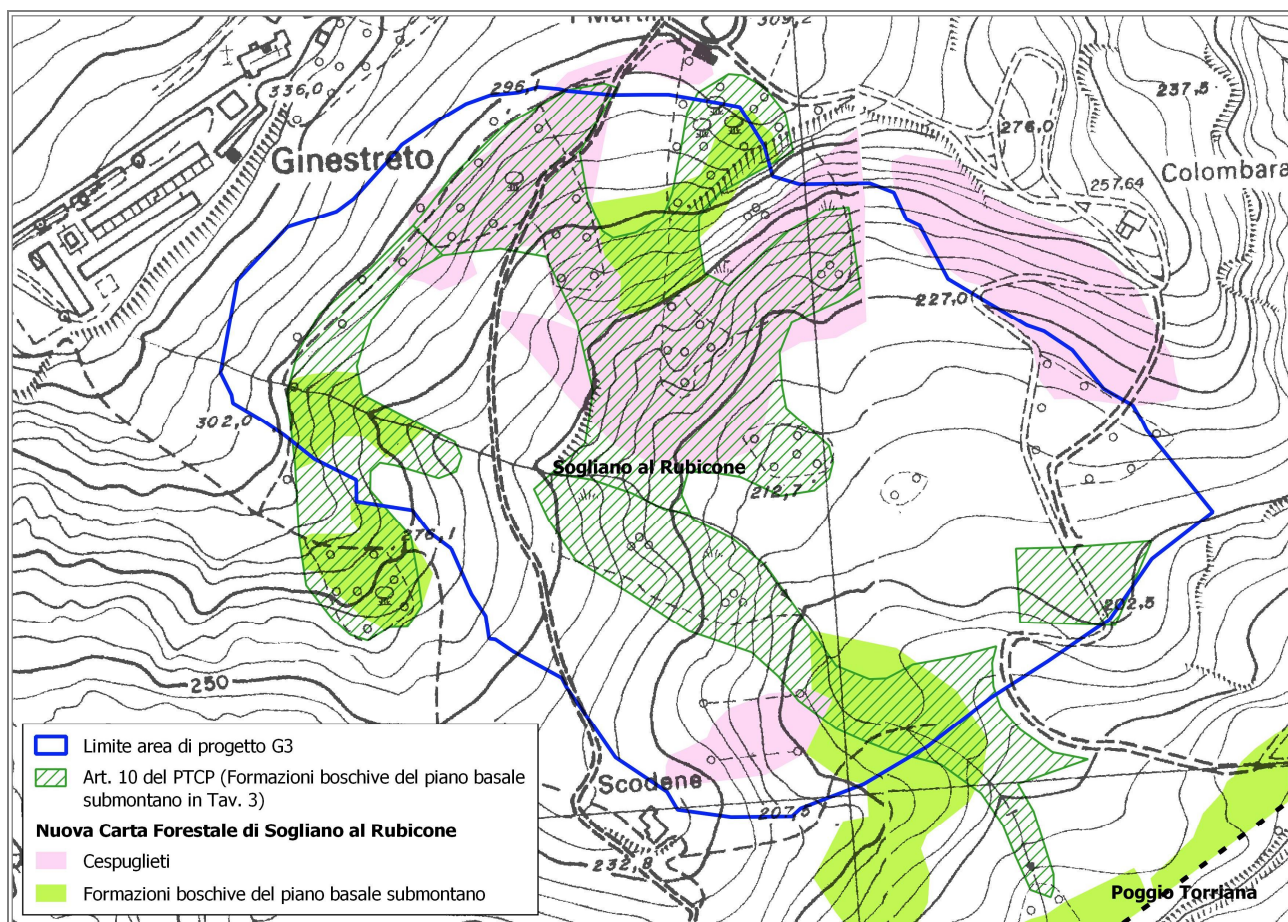 309,2
296,1
336,0
Ginestreto
237,5
276,0
257,64
Colombara
227,0
302,0
Sogliano al Rubicone
212,7
276,1
202,5
250
Scodene
207,5
232,8
Poggio Torriana
Limite area di progetto G3
Art. 10 del PTCP (Formazioni boschive del piano basale
submontano in Tav. 3)
Nuova Carta Forestale di Sogliano al Rubicone
Cespuglieti
Formazioni boschive del piano basale submontano